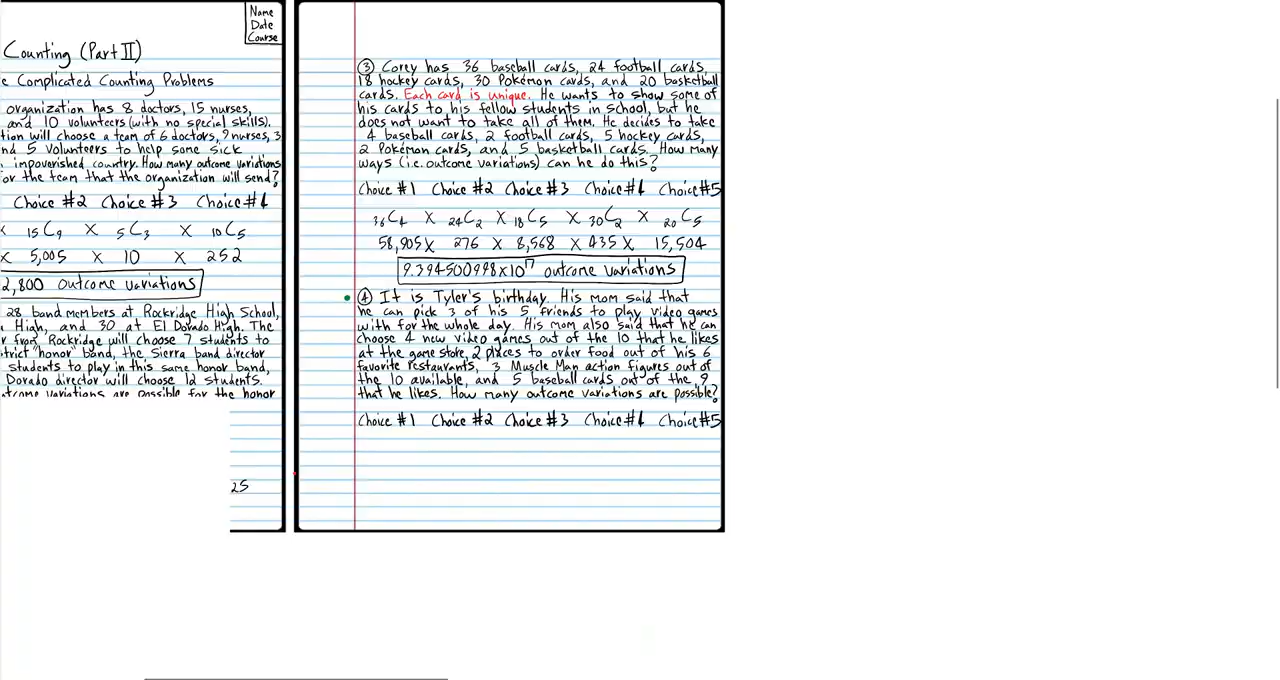 Name
Date
Course
Counting (Part II)
e Complicated Counting Problems
organization has 8 doctors, 15 nurses,
and 10 volunteers (with no special skills).
tion will choose a team of 6 doctors, 9 nurses, 3
nd 5 volunteers to help some sick
impoverished country. How many outcome variations
or the team that the organization will send?
Choice #2 Choice #3 Choice #4
x 15C9 x 5C3 x 10C5
x 5,005 x 10 x 252
2,800 outcome variations
28 band members at Rockridge High School,
High, and 30 at El Dorado High. The
r from Rockridge will choose 7 students to
trict "honor" band, the Sierra band director
students to play in this same honor band,
Dorado director will choose 12 students.
utcome variations are possible for the honor
25
③ Corey has 36 baseball cards, 24 football cards,
18 hockey cards, 30 Pokémon cards, and 20 basketball
cards. Each card is unique. He wants to show some of
his cards to his fellow students in school, but he
does not want to take all of them. He decides to take
4 baseball cards, 2 football cards, 5 hockey cards,
2 Pokémon cards, and 5 basketball cards. How many
ways (i.e. outcome variations) can he do this?
Choice #1 Choice #2 Choice #3 Choice #4 Choice #5
36C4 x 24C2 x 18C5 x 30C2 x 20C5
58,905 x 276 x 8,568 x 435 x 15,504
9.394500998x10¹⁷ outcome variations
④ It is Tyler's birthday. His mom said that
he can pick 3 of his 5 friends to play video games
with for the whole day. His mom also said that he can
choose 4 new video games out of the 10 that he likes
at the game store, 2 places to order food out of his 6
favorite restaurants, 3 Muscle Man action figures out of
the 10 available, and 5 baseball cards out of the 9
that he likes. How many outcome variations are possible?
Choice #1 Choice #2 Choice #3 Choice #4 Choice #5